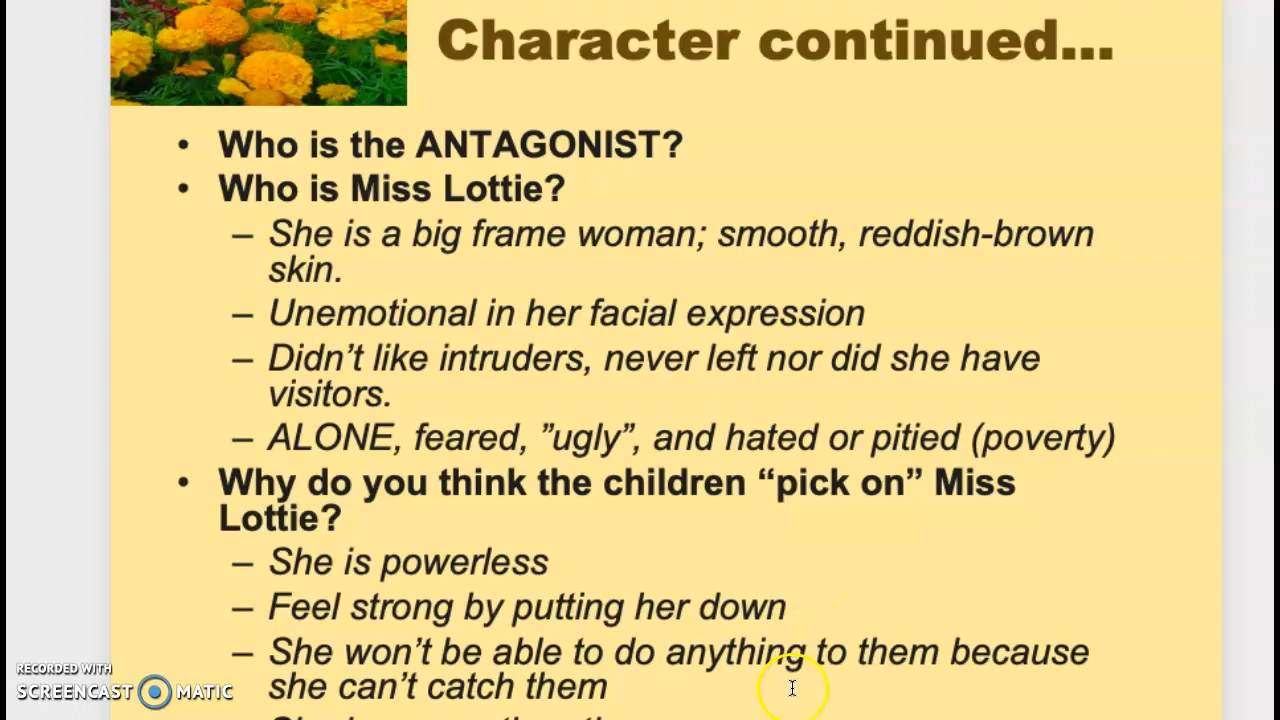 Character continued...
• Who is the ANTAGONIST?
• Who is Miss Lottie?
– She is a big frame woman; smooth, reddish-brown
skin.
– Unemotional in her facial expression
– Didn’t like intruders, never left nor did she have
visitors.
– ALONE, feared, ”ugly”, and hated or pitied (poverty)
• Why do you think the children “pick on” Miss
Lottie?
– She is powerless
– Feel strong by putting her down
– She won’t be able to do anything to them because
she can’t catch them
RECORDED WITH
SCREENCAST MATIC